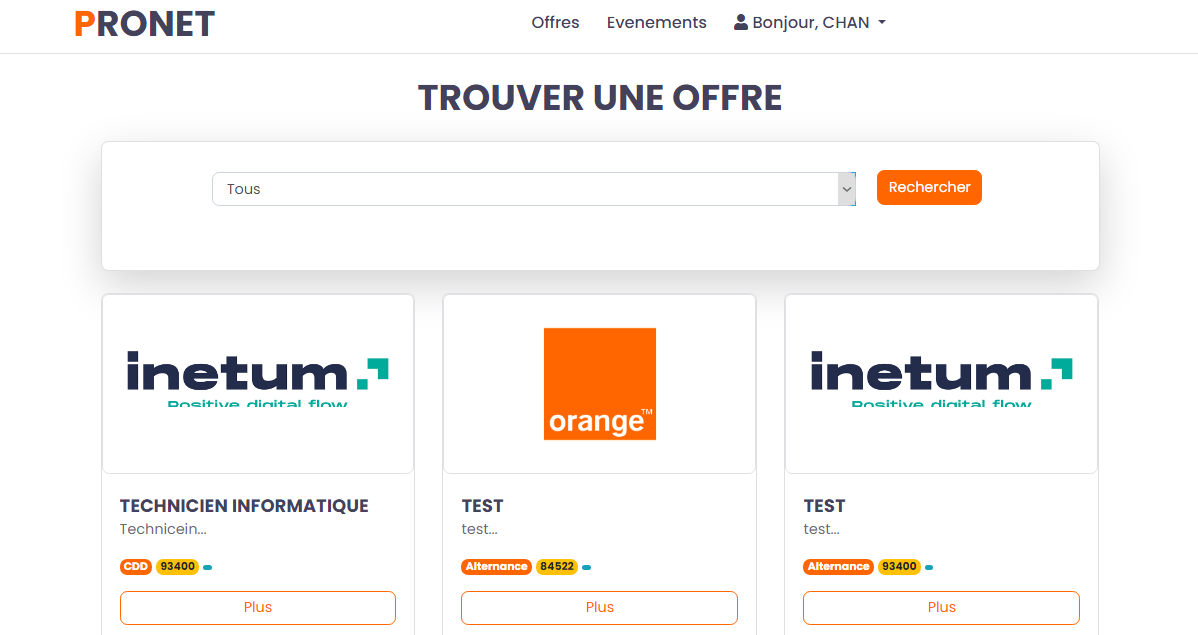 PRONET
Offres
Evenements
Bonjour, CHAN
TROUVER UNE OFFRE
Tous
Rechercher
inetum
Positive digital flow
orange™
inetum
Positive digital flow
TECHNICIEN INFORMATIQUE
Technicein...
CDD 93400
Plus
TEST
test...
Alternance 84522
Plus
TEST
test...
Alternance 93400
Plus